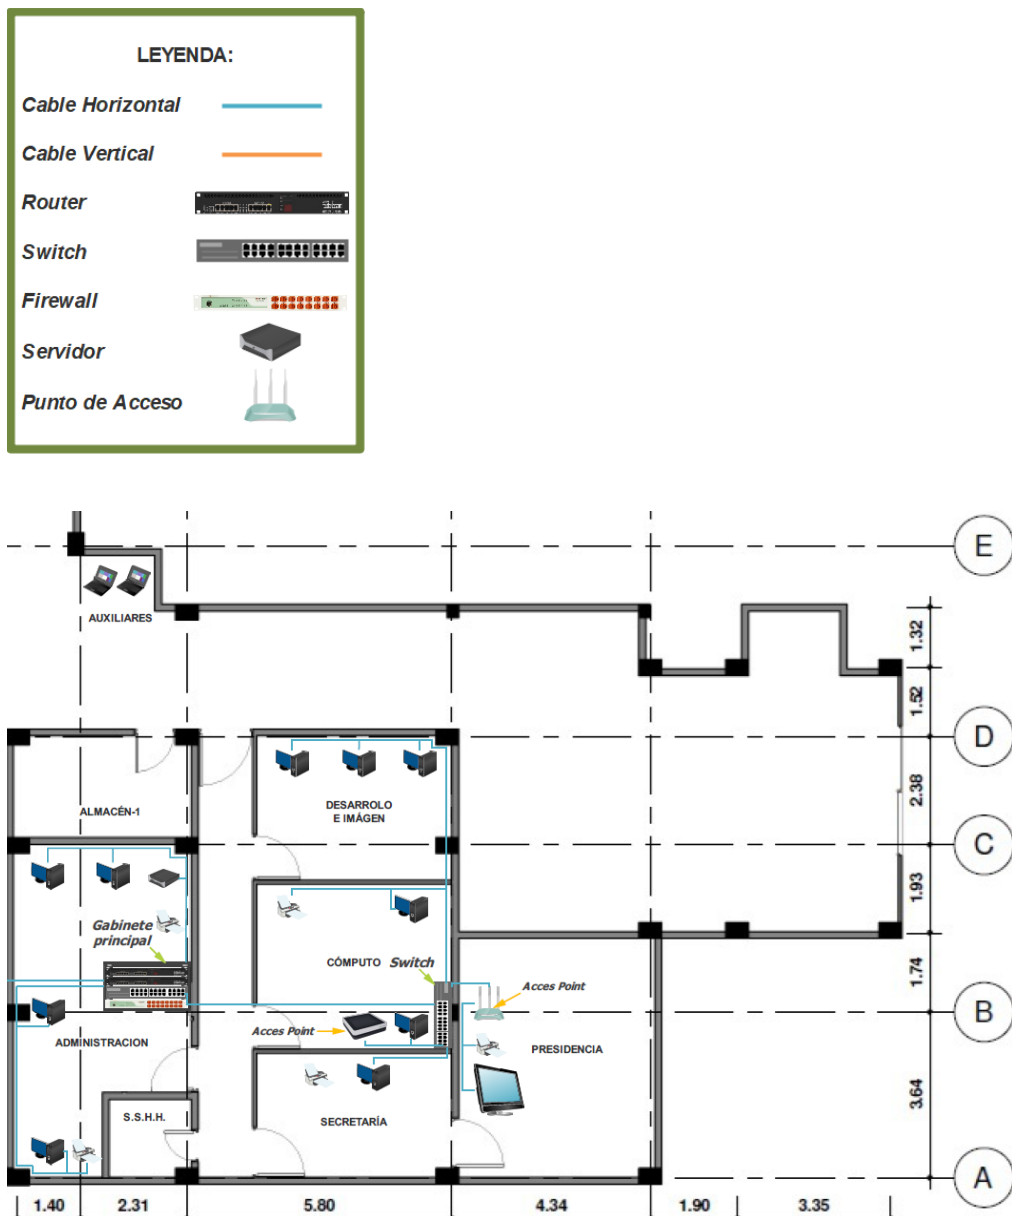 LEYENDA:
Cable Horizontal
Cable Vertical
Router
Switch
Firewall
Servidor
Punto de Acceso
E
AUXILIARES
1.32
1.52
D
2.38
ALMACÉN-1
DESARROLO
E IMÁGEN
C
1.93
Gabinete
principal
CÓMPUTO
Switch
1.74
Acces Point
B
Acces Point
ADMINISTRACION
PRESIDENCIA
3.64
S.S.H.H.
SECRETARÍA
A
1.40
2.31
5.80
4.34
1.90
3.35